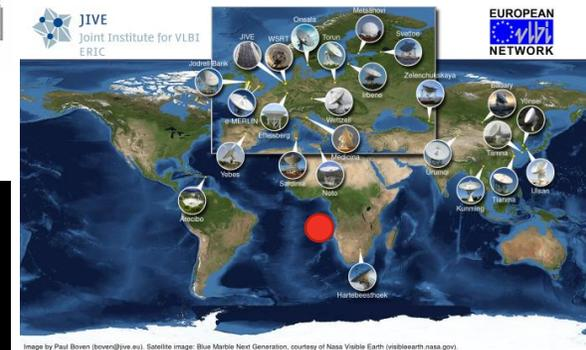 JIVE
Joint Institute for VLBI
ERIC
EUROPEAN
vlbi
NETWORK
Metsahovi
Onsala
JIVE
WSRT
Torun
Svetloe
Jodrell Bank
Zelenchukskaya
Irbene
Badary
e-MERLIN
Wettzell
Effelsberg
Medicina
Tamna
Yebes
Sardinia
Noto
Urumqi
Ulsan
Kunming
Tianma
Arecibo
Hartebeesthoek
Image by Paul Boven (boven@jive.eu). Satellite image: Blue Marble Next Generation, courtesy of Nasa Visible Earth (visibleearth.nasa.gov).